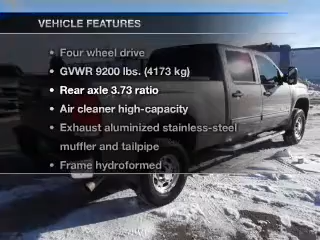 VEHICLE FEATURES
• Four wheel drive
• GVWR 9200 lbs. (4173 kg)
• Rear axle 3.73 ratio
• Air cleaner high-capacity
• Exhaust aluminized stainless-steel
muffler and tailpipe
• Frame hydroformed